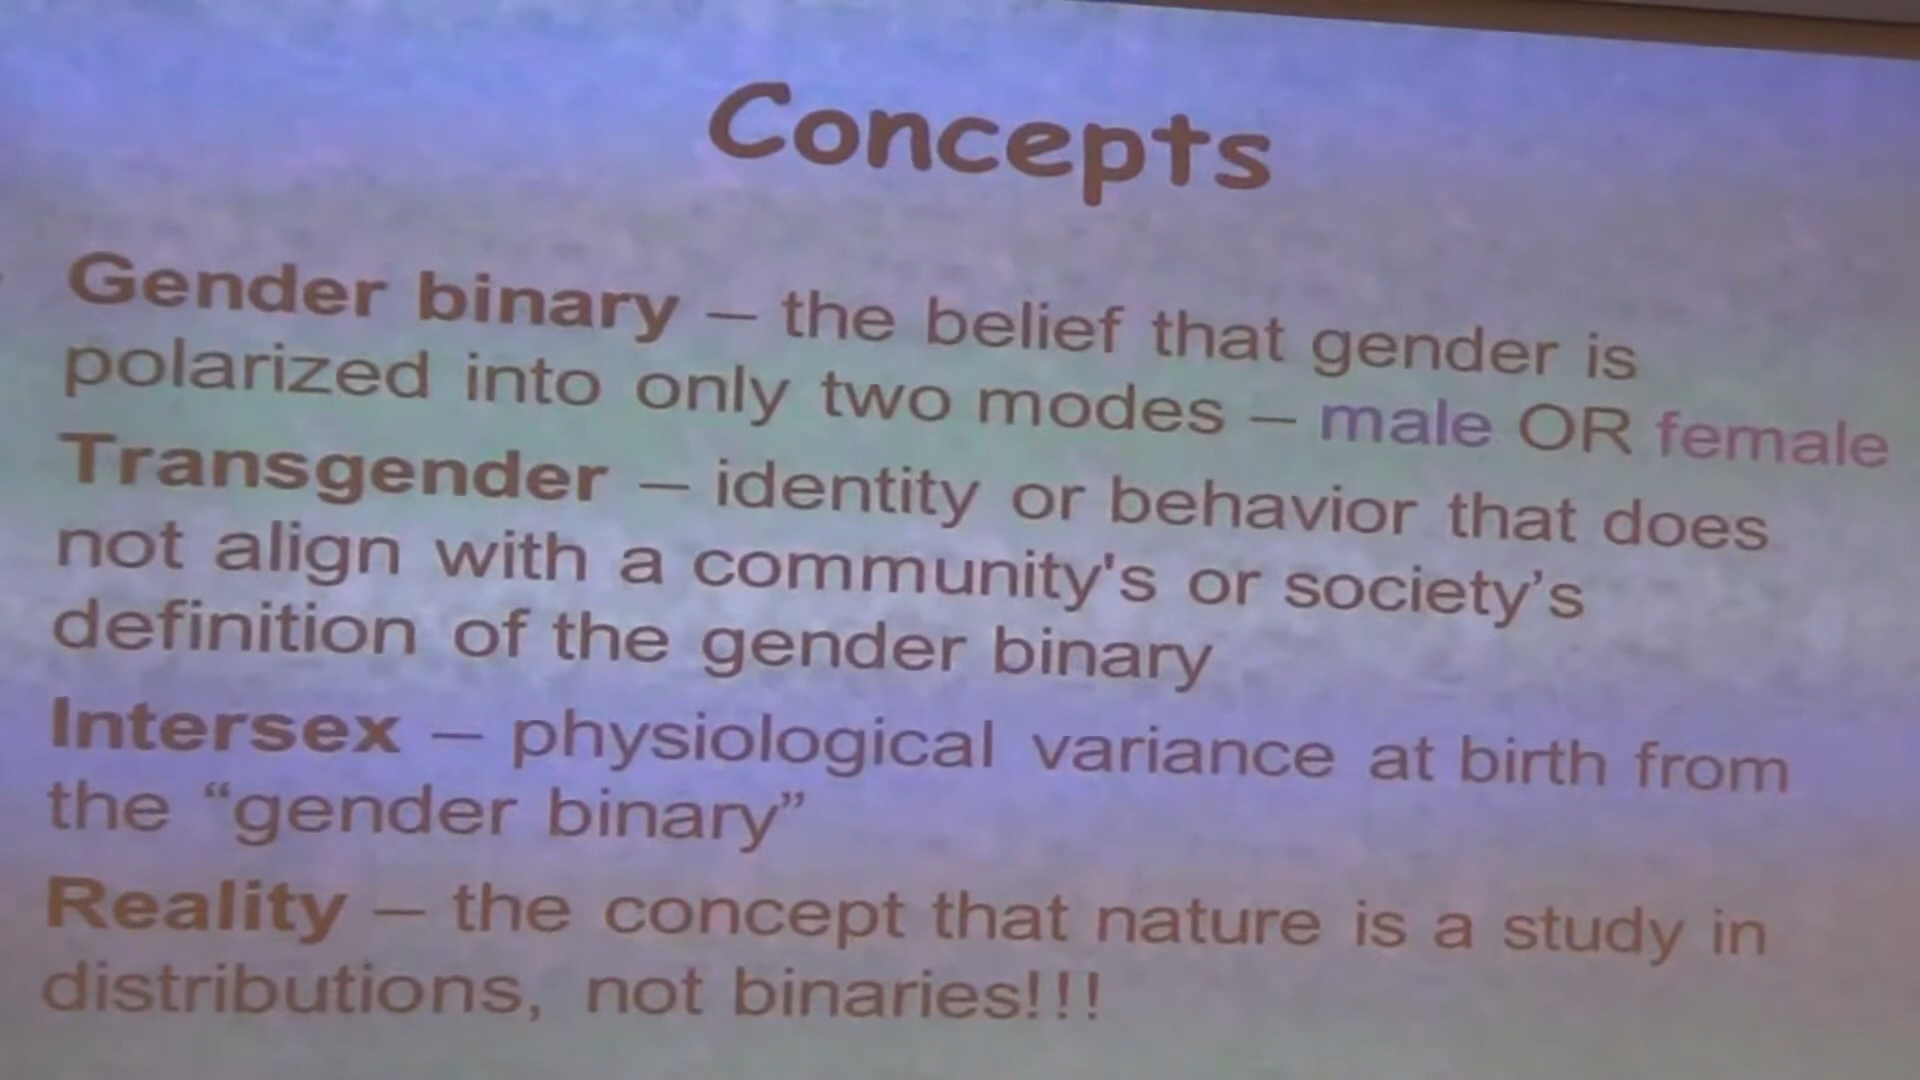 Concepts
Gender binary – the belief that gender is
polarized into only two modes – male OR female
Transgender – identity or behavior that does
not align with a community's or society’s
definition of the gender binary
Intersex – physiological variance at birth from
the “gender binary”
Reality – the concept that nature is a study in
distributions, not binaries!!!